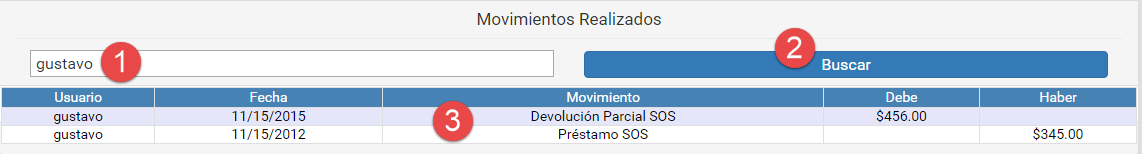 Movimientos Realizados
gustavo 1 2 Buscar
Usuario Fecha Movimiento Debe Haber
gustavo 11/15/2015 3 Devolución Parcial SOS $456.00
gustavo 11/15/2012 Préstamo SOS $345.00